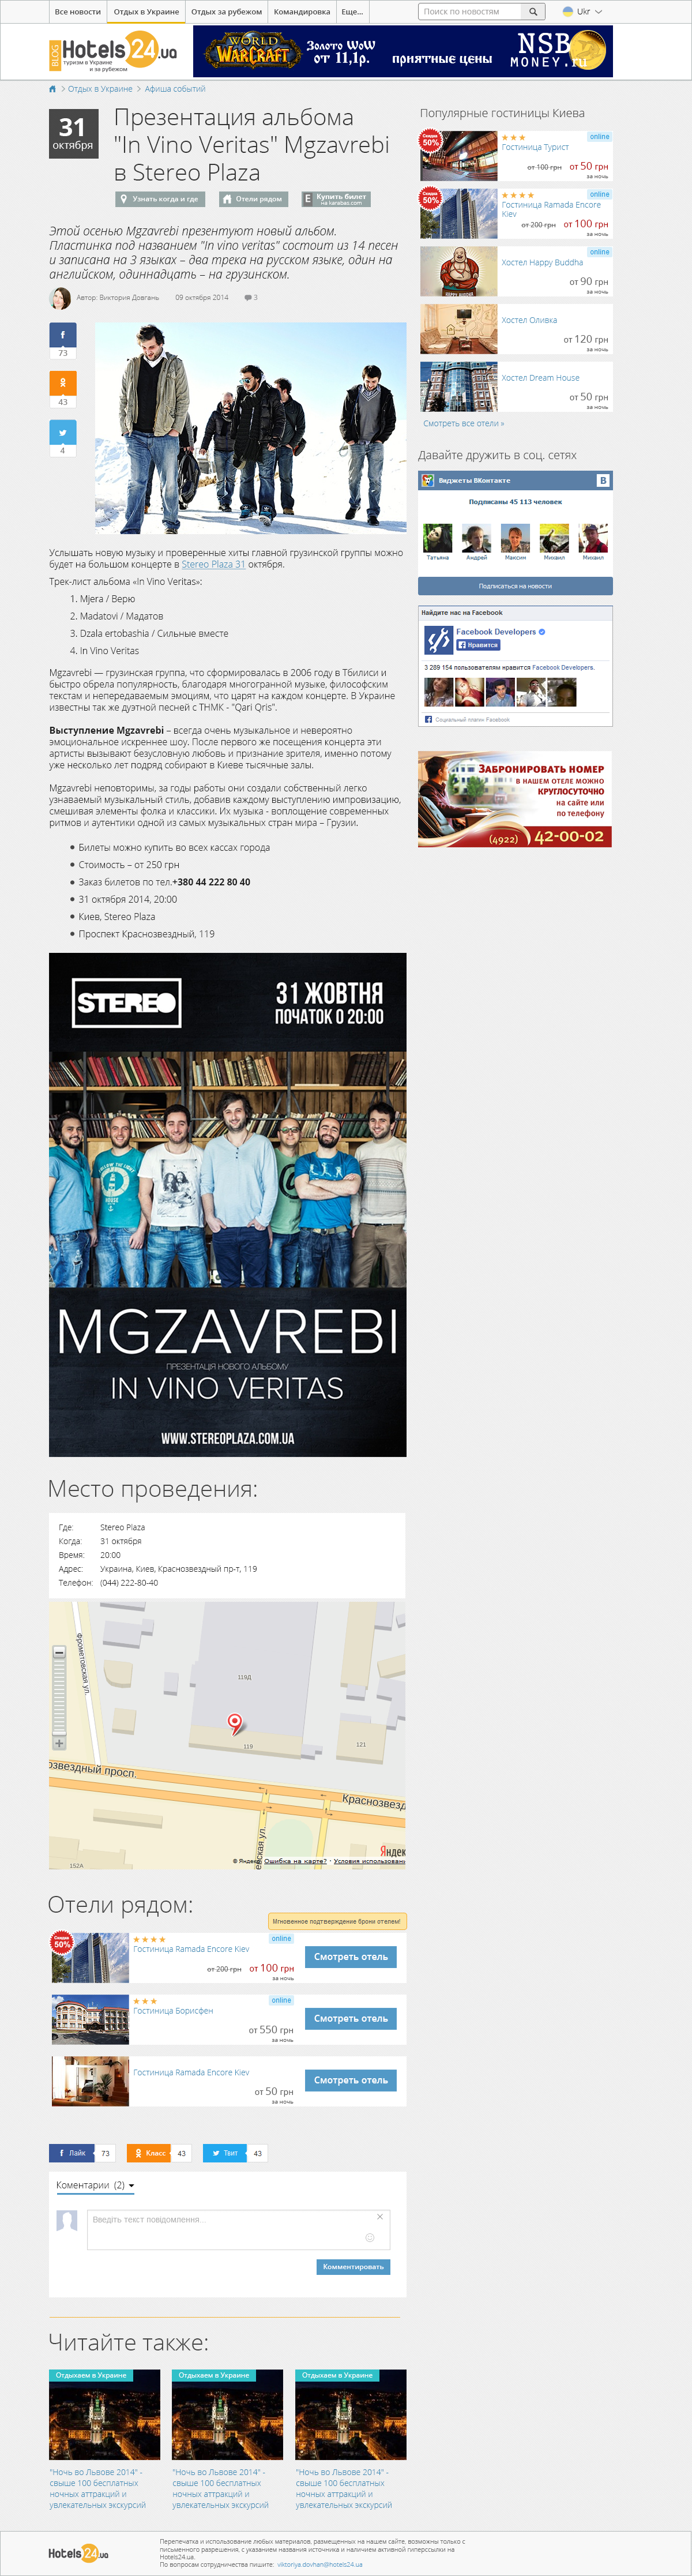 Все новости Отдых в Украине Отдых за рубежом Командировка Еще... Поиск по новостям Ukr
BLOG Hotels24.ua
туризм в Украине
и за рубежом
WORLD WARCRAFT Золото WoW от 11,1р. приятные цены NSB MONEY.ru
Отдых в Украине > Афиша событий
31
октября
Презентация альбома
"In Vino Veritas" Mgzavrebi
в Stereo Plaza
Узнать когда и где Отели рядом Е Купить билет
на karabas.com
Этой осенью Mgzavrebi презентуют новый альбом.
Пластинка под названием "In vino veritas" состоит из 14 песен
и записана на 3 языках – два трека на русском языке, один на
английском, одиннадцать – на грузинском.
Автор: Виктория Довгань 09 октября 2014 3
73
43
4
Услышать новую музыку и проверенные хиты главной грузинской группы можно
будет на большом концерте в Stereo Plaza 31 октября.
Трек-лист альбома «In Vino Veritas»:
1. Mjera / Верю
2. Madatovi / Мадатов
3. Dzala ertobashia / Сильные вместе
4. In Vino Veritas
Mgzavrebi — грузинская группа, что сформировалась в 2006 году в Тбилиси и
быстро обрела популярность, благодаря многогранной музыке, философским
текстам и непередаваемым эмоциям, что царят на каждом концерте. В Украине
известны так же дуэтной песней с ТНМК - "Qari Qris".
Выступление Mgzavrebi – всегда очень музыкальное и невероятно
эмоциональное искреннее шоу. После первого же посещения концерта эти
артисты вызывают безусловную любовь и признание зрителя, именно потому
уже несколько лет подряд собирают в Киеве тысячные залы.
Mgzavrebi неповторимы, за годы работы они создали собственный легко
узнаваемый музыкальный стиль, добавив каждому выступлению импровизацию,
смешивая элементы фолка и классики. Их музыка - воплощение современных
ритмов и аутентики одной из самых музыкальных стран мира – Грузии.
Билеты можно купить во всех кассах города
Стоимость – от 250 грн
Заказ билетов по тел.+380 44 222 80 40
31 октября 2014, 20:00
Киев, Stereo Plaza
Проспект Краснозвездный, 119
STEREO
31 ЖОВТНЯ
ПОЧАТОК О 20:00
MGZAVREBI
ПРЕЗЕНТАЦІЯ НОВОГО АЛЬБОМУ
IN VINO VERITAS
WWW.STEREOPLAZA.COM.UA
Место проведения:
Где: Stereo Plaza
Когда: 31 октября
Время: 20:00
Адрес: Украина, Киев, Краснозвездный пр-т, 119
Телефон: (044) 222-80-40
Фрометовская ул.
119Д
119
121
озвездный просп.
Краснозвезд
евская ул.
152А
Яндек
© Яндекс Ошибка на карте? · Условия использован
Отели рядом:
Мгновенное подтверждение брони отелем!
Скидка 50%
online
Гостиница Ramada Encore Kiev
от 200 грн от 100 грн
за ночь
Смотреть отель
online
Гостиница Борисфен
от 550 грн
за ночь
Смотреть отель
Гостиница Ramada Encore Kiev
от 50 грн
за ночь
Смотреть отель
Лайк 73 Класс 43 Твит 43
Коментарии (2)
Введіть текст повідомлення...
Комментировать
Читайте также:
Отдыхаем в Украине
"Ночь во Львове 2014" -
свыше 100 бесплатных
ночных аттракций и
увлекательных экскурсий
Отдыхаем в Украине
"Ночь во Львове 2014" -
свыше 100 бесплатных
ночных аттракций и
увлекательных экскурсий
Отдыхаем в Украине
"Ночь во Львове 2014" -
свыше 100 бесплатных
ночных аттракций и
увлекательных экскурсий
Популярные гостиницы Киева
Скидка 50%
online
Гостиница Турист
от 100 грн от 50 грн
за ночь
Скидка 50%
online
Гостиница Ramada Encore
Kiev
от 200 грн от 100 грн
за ночь
HAPPY BUDDHA
online
Хостел Happy Buddha
от 90 грн
за ночь
Хостел Оливка
от 120 грн
за ночь
Хостел Dream House
от 50 грн
за ночь
Смотреть все отели »
Давайте дружить в соц. сетях
Виджеты ВКонтакте В
Подписаны 45 113 человек
Татьяна Андрей Максим Михаил Михаил
Подписаться на новости
Найдите нас на Facebook
Facebook Developers
Нравится
3 289 154 пользователям нравится Facebook Developers.
Социальный плагин Facebook
ЗАБРОНИРОВАТЬ НОМЕР
В НАШЕМ ОТЕЛЕ МОЖНО
КРУГЛОСУТОЧНО
на сайте или
по телефону
(4922) 42-00-02
Hotels24.ua
Перепечатка и использование любых материалов, размещенных на нашем сайте, возможны только с
письменного разрешения, с указанием названия источника и наличием активной гиперссылки на
Hotels24.ua.
По вопросам сотрудничества пишите: viktoriya.dovhan@hotels24.ua